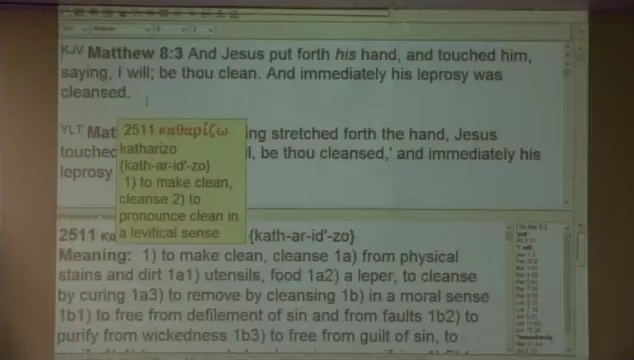 KJV Matthew 8:3 And Jesus put forth his hand, and touched him,
saying, I will; be thou clean. And immediately his leprosy was
cleansed.
YLT Mat ing stretched forth the hand, Jesus
touched l, be thou cleansed,' and immediately his
leprosy
2511 καθαρίζω
katharizo
{kath-ar-id'-zo}
1) to make clean,
cleanse 2) to
pronounce clean in
a levitical sense
2511 κα {kath-ar-id'-zo}
Meaning: 1) to make clean, cleanse 1a) from physical
stains and dirt 1a1) utensils, food 1a2) a leper, to cleanse
by curing 1a3) to remove by cleansing 1b) in a moral sense
1b1) to free from defilement of sin and from faults 1b2) to
purify from wickedness 1b3) to free from guilt of sin, to